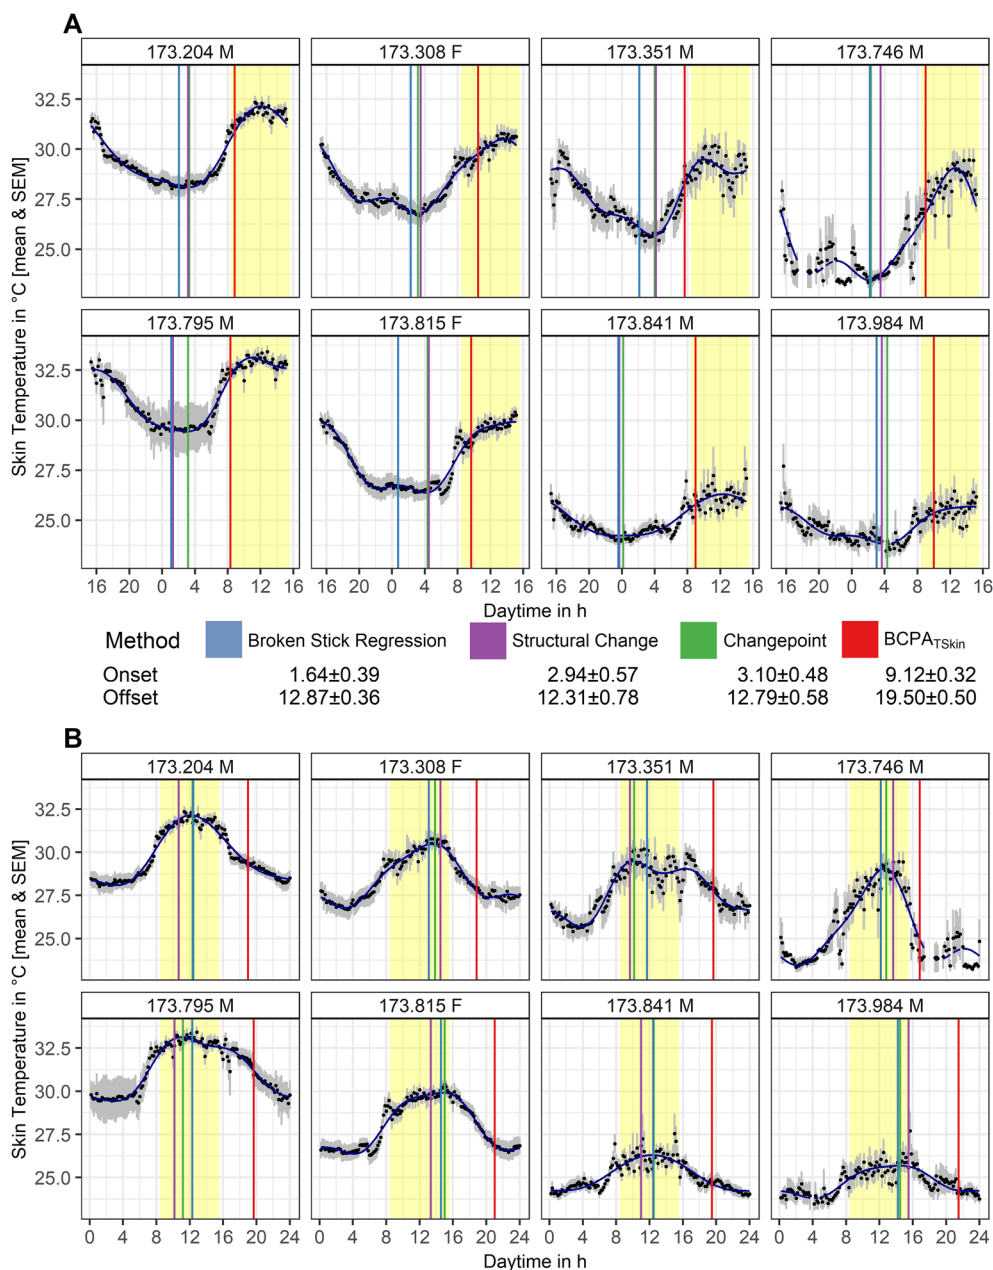 A
173.204 M 173.308 F 173.351 M 173.746 M
32.5
30.0
27.5
25.0
173.795 M 173.815 F 173.841 M 173.984 M
32.5
30.0
27.5
25.0
Skin Temperature in °C [mean & SEM]
16 20 0 4 8 12 16 16 20 0 4 8 12 16 16 20 0 4 8 12 16 16 20 0 4 8 12 16
Daytime in h
Method Broken Stick Regression Structural Change Changepoint BCPATSkin
Onset 1.64±0.39 2.94±0.57 3.10±0.48 9.12±0.32
Offset 12.87±0.36 12.31±0.78 12.79±0.58 19.50±0.50
B
173.204 M 173.308 F 173.351 M 173.746 M
32.5
30.0
27.5
25.0
173.795 M 173.815 F 173.841 M 173.984 M
32.5
30.0
27.5
25.0
Skin Temperature in °C [mean & SEM]
0 4 8 12 16 20 24 0 4 8 12 16 20 24 0 4 8 12 16 20 24 0 4 8 12 16 20 24
Daytime in h